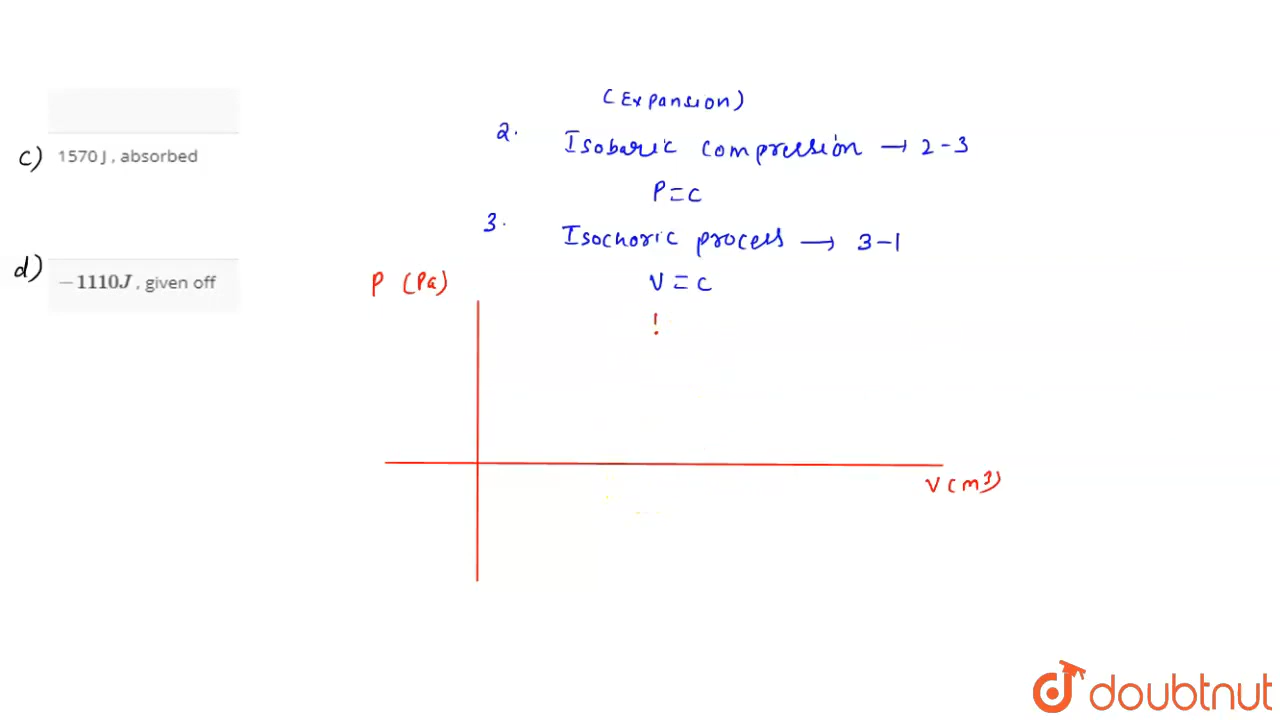 (Expansion)
2. Isobaric compression → 2-3
P=C
3. Isochoric process → 3-1
V=C
c) 1570 J , absorbed
d) −1110J , given off
P (Pa)
!
V(m³)
doubtnut